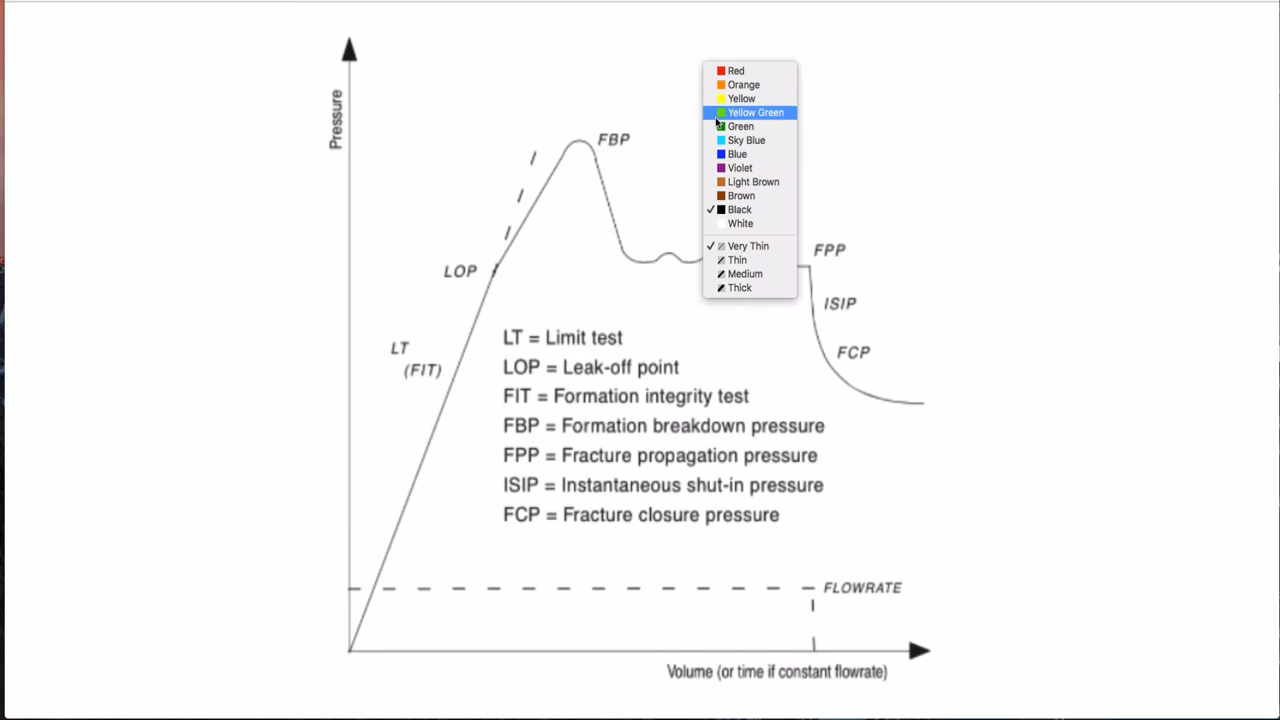 Red
Orange
Yellow
Yellow Green
Green
Sky Blue
Blue
Violet
Light Brown
Brown
Black
White
Very Thin
Thin
Medium
Thick
Pressure
FBP
LOP
FPP
ISIP
FCP
LT
(FIT)
LT = Limit test
LOP = Leak-off point
FIT = Formation integrity test
FBP = Formation breakdown pressure
FPP = Fracture propagation pressure
ISIP = Instantaneous shut-in pressure
FCP = Fracture closure pressure
FLOWRATE
Volume (or time if constant flowrate)